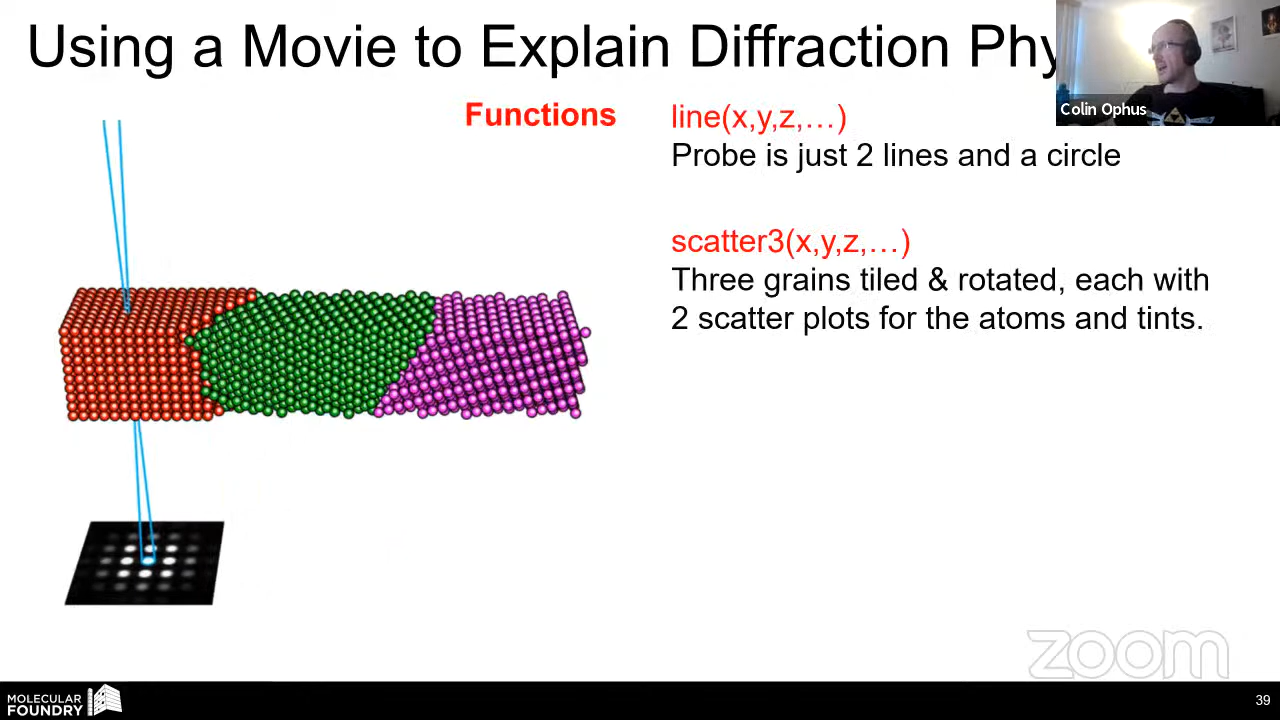 Using a Movie to Explain Diffraction Phy
Colin Ophus
Functions
line(x,y,z,…)
Probe is just 2 lines and a circle
scatter3(x,y,z,…)
Three grains tiled & rotated, each with
2 scatter plots for the atoms and tints.
zoom
MOLECULAR
FOUNDRY
39